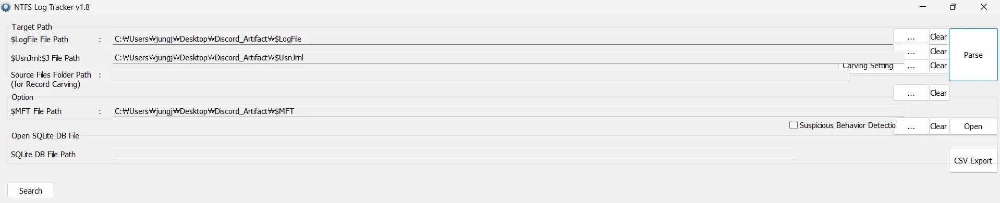 NTFS Log Tracker v1.8
Target Path
$LogFile File Path : C:₩Users₩jungj₩Desktop₩Discord_Artifact₩$LogFile ... Clear
$UsnJrnl:$J File Path C:₩Users₩jungj₩Desktop₩Discord_Artifact₩$UsnJrnl ... Clear
Parse
Carving Setting ... Clear
Source Files Folder Path :
(for Record Carving)
Option
... Clear
$MFT File Path : C:₩Users₩jungj₩Desktop₩Discord_Artifact₩$MFT
Suspicious Behavior Detectio ... Clear Open
Open SQLite DB File
SQLite DB File Path
CSV Export
Search